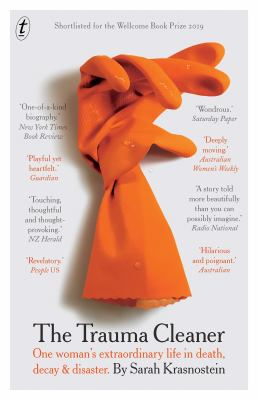 t
Shortlisted for the Wellcome Book Prize 2019
'One-of-a-kind
biography.'
New York Times
Book Review
'Playful yet
heartfelt.'
Guardian
'Touching,
thoughtful and
thought-
provoking.'
NZ Herald
'Revelatory.'
People US
'Wondrous.'
Saturday Paper
'Deeply
moving.'
Australian
Women's Weekly
'A story told
more beautifully
than you can
possibly imagine.'
Radio National
'Hilarious
and poignant.'
Australian
The Trauma Cleaner
One woman's extraordinary life in death,
decay & disaster. By Sarah Krasnostein